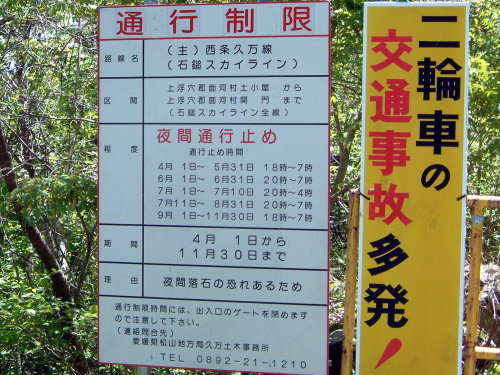 通行制限
路線名
(主)西条久万線
(石鎚スカイライン)
区間
上浮穴郡面河村土小屋 から
上浮穴郡面河村関門 まで
(石鎚スカイライン全線)
程度
夜間通行止め
通行止め時間
4月 1日~ 5月31日 18時~7時
6月 1日~ 6月31日 20時~7時
7月 1日~ 7月10日 20時~4時
7月11日~ 8月31日 20時~7時
9月 1日~11月30日 18時~7時
期間
4月 1日から
11月30日まで
理由
夜間落石の恐れあるため
通行制限時間には、出入口のゲートを閉めます
ので注意して下さい。
(連絡問合先)
愛媛県松山地方局久万土木事務所
TEL 0892-21-1210
二輪車の
交通事故
多発!